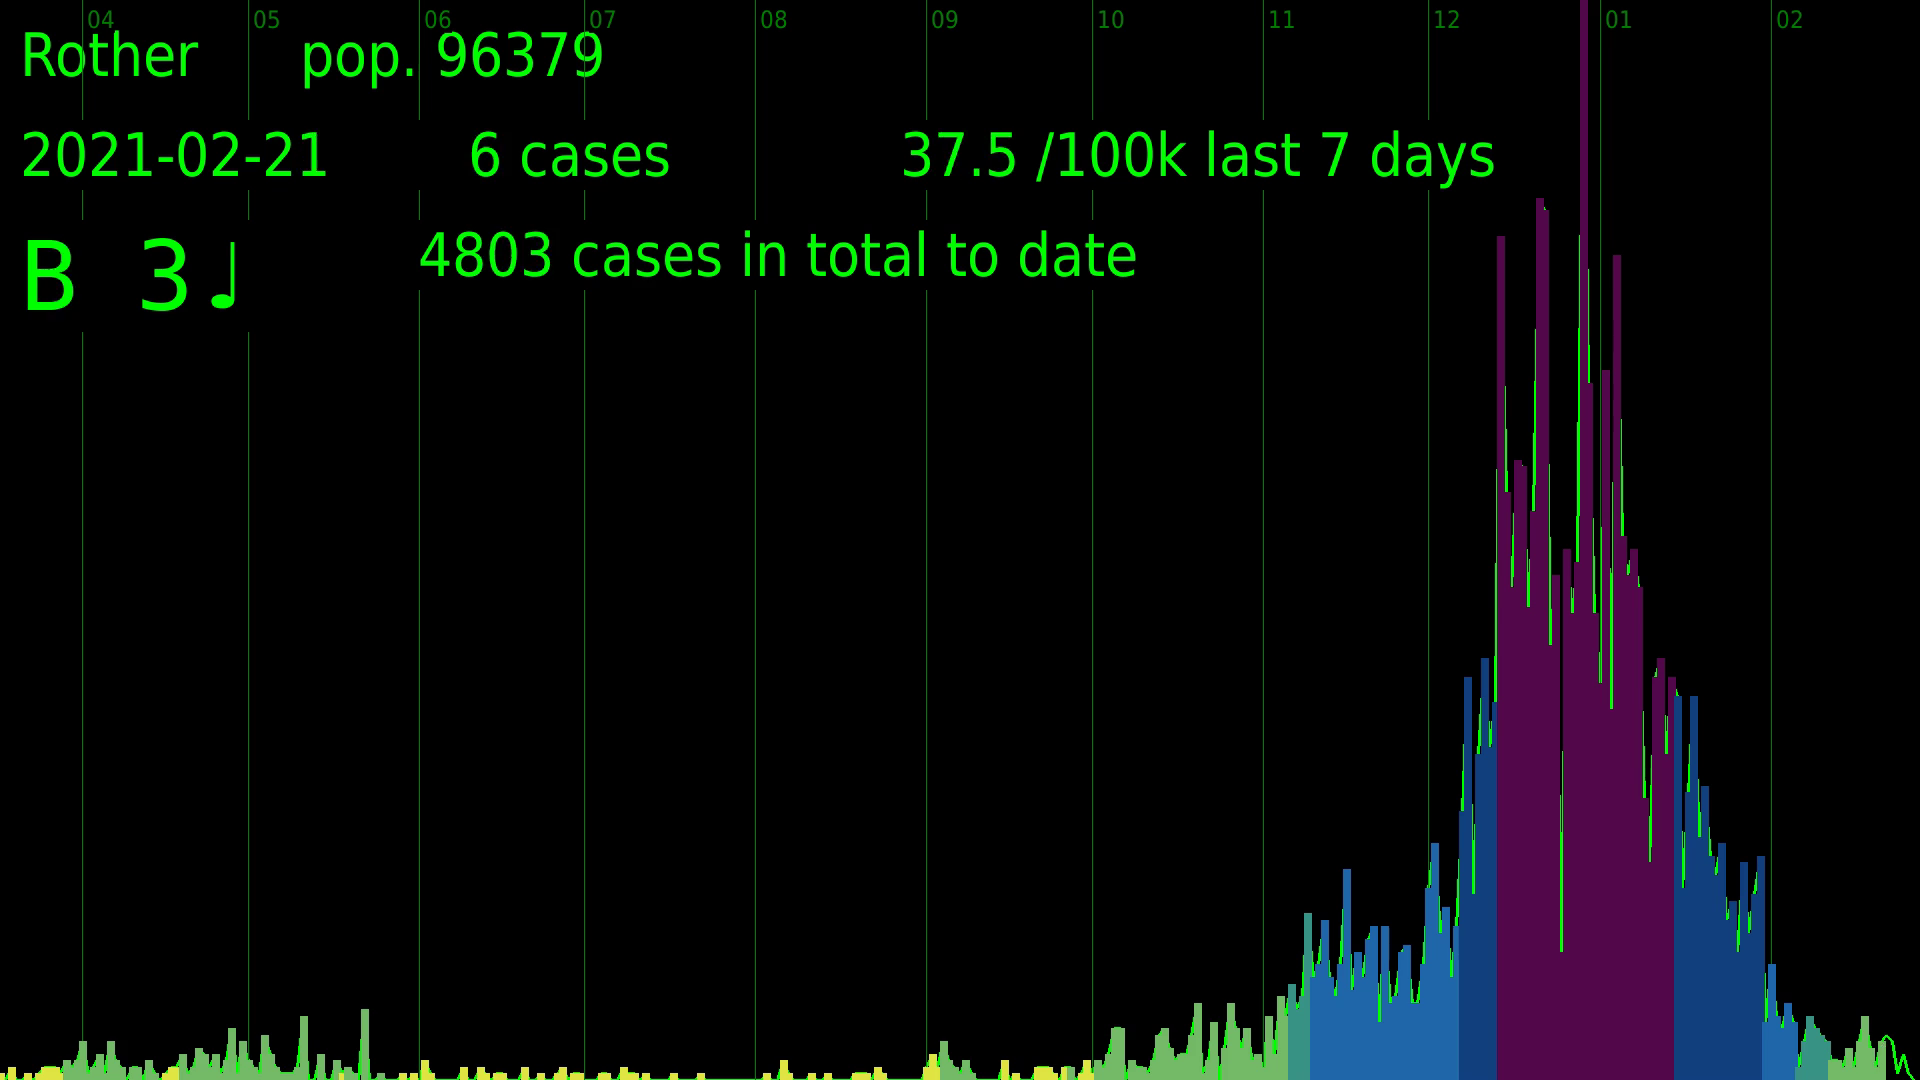 04 05 06 07 08 09 10 11 12 01 02
Rother pop. 96379
2021-02-21 6 cases 37.5 /100k last 7 days
B 3♩ 4803 cases in total to date